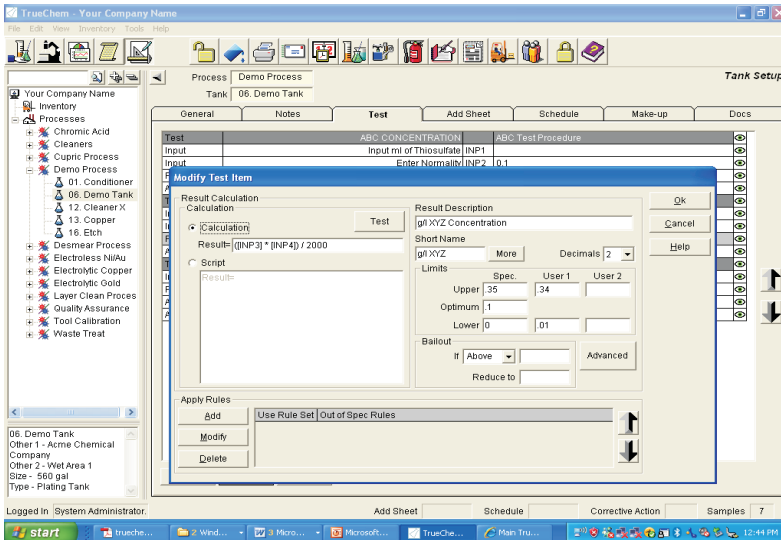 TrueChem - Your Company Name
File Edit View Inventory Tools Help
Process Demo Process
Tank 06. Demo Tank
Tank Setup
Your Company Name
Inventory
Processes
Chromic Acid
Cleaners
Cupric Process
Demo Process
01. Conditioner
06. Demo Tank
12. Cleaner X
13. Copper
16. Etch
Desmear Process
Electroless Ni/Au
Electrolytic Copper
Electrolytic Gold
Layer Clean Proces
Quality Assurance
Tool Calibration
Waste Treat
General Notes Test Add Sheet Schedule Make-up Docs
Test ABC CONCENTRATION ABC Test Procedure
Input Input ml of Thiosulfate INP1
Input Enter Normality INP2 0.1
Modify Test Item
Result Calculation
Calculation
Calculation
Test
Result= ([INP3] * [INP4]) / 2000
Script
Result=
Result Description
g/l XYZ Concentration
Short Name
g/l XYZ More Decimals 2
Limits
Spec. User 1 User 2
Upper .35 .34
Optimum .1
Lower 0 .01
Bailout
If Above
Reduce to
Advanced
Ok
Cancel
Help
Apply Rules
Add
Modify
Delete
Use Rule Set Out of Spec Rules
06. Demo Tank
Other 1 - Acme Chemical
Company
Other 2 - Wet Area 1
Size - 560 gal
Type - Plating Tank
Logged In System Administrator. Add Sheet Schedule Corrective Action Samples 7
start trueche... 2 Wind... 3 Micro... Microsoft... TrueChe... Main Tru... 12:44 PM